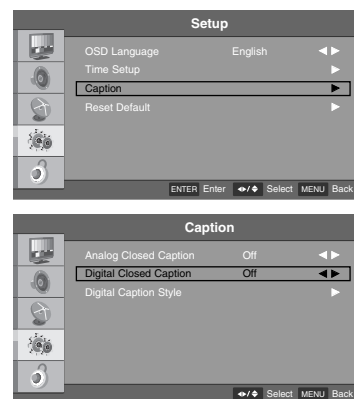 Setup
OSD Language English
Time Setup
Caption
Reset Default
ENTER Enter Select MENU Back
Caption
Analog Closed Caption Off
Digital Closed Caption Off
Digital Caption Style
Select MENU Back